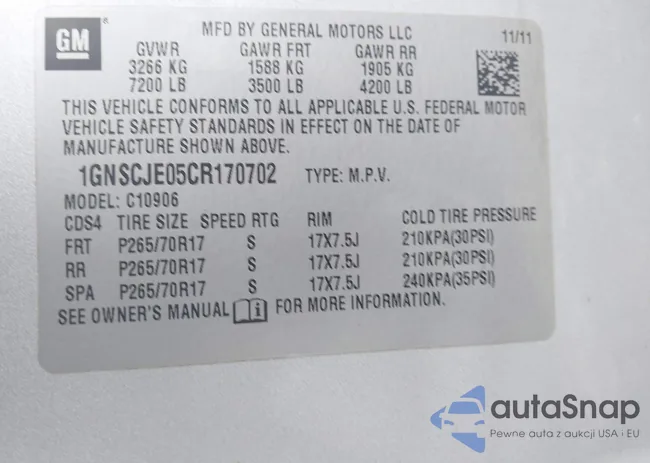 GM
MFD BY GENERAL MOTORS LLC
11/11
GVWR GAWR FRT GAWR RR
3266 KG 1588 KG 1905 KG
7200 LB 3500 LB 4200 LB
THIS VEHICLE CONFORMS TO ALL APPLICABLE U.S. FEDERAL MOTOR
VEHICLE SAFETY STANDARDS IN EFFECT ON THE DATE OF
MANUFACTURE SHOWN ABOVE.
1GNSCJE05CR170702 TYPE: M.P.V.
MODEL: C10906
CDS4 TIRE SIZE SPEED RTG RIM COLD TIRE PRESSURE
FRT P265/70R17 S 17X7.5J 210KPA(30PSI)
RR P265/70R17 S 17X7.5J 210KPA(30PSI)
SPA P265/70R17 S 17X7.5J 240KPA(35PSI)
SEE OWNER'S MANUAL i FOR MORE INFORMATION.
autaSnap
Pewne auta z aukcji USA i EU